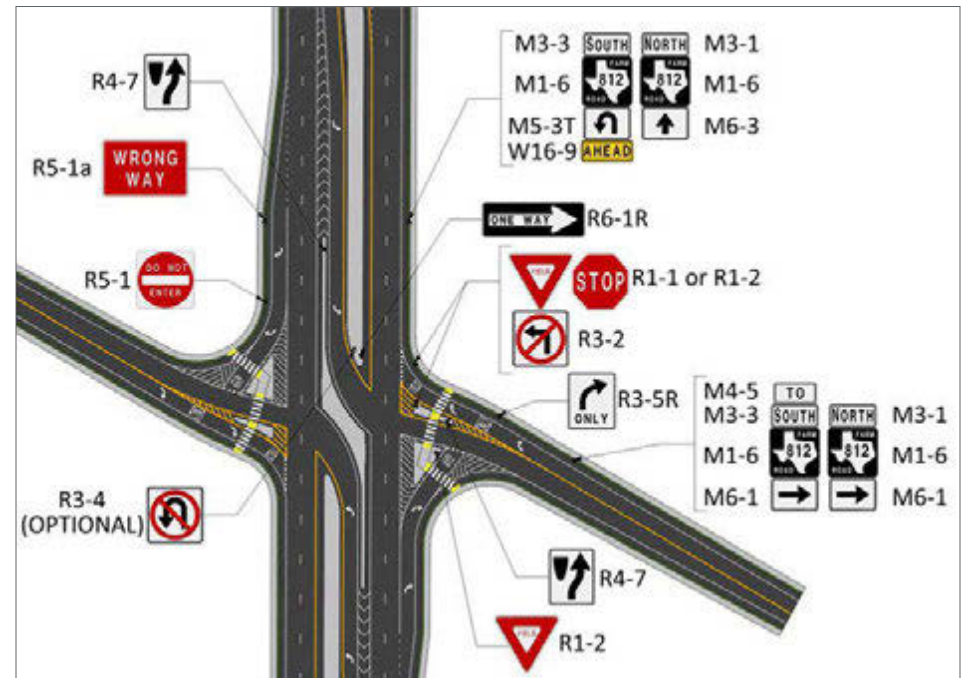 M3-3 SOUTH NORTH M3-1
R4-7
FARM FARM
M1-6 812 812 M1-6
ROAD ROAD
M5-3T M6-3
W16-9 AHEAD
R5-1a WRONG
WAY
ONE WAY R6-1R
R5-1 DO NOT
ENTER
YIELD STOP R1-1 or R1-2
R3-2
R3-5R
ONLY
M4-5 TO
M3-3 SOUTH NORTH M3-1
FARM FARM
M1-6 812 812 M1-6
ROAD ROAD
M6-1 M6-1
R3-4
(OPTIONAL)
R4-7
YIELD R1-2